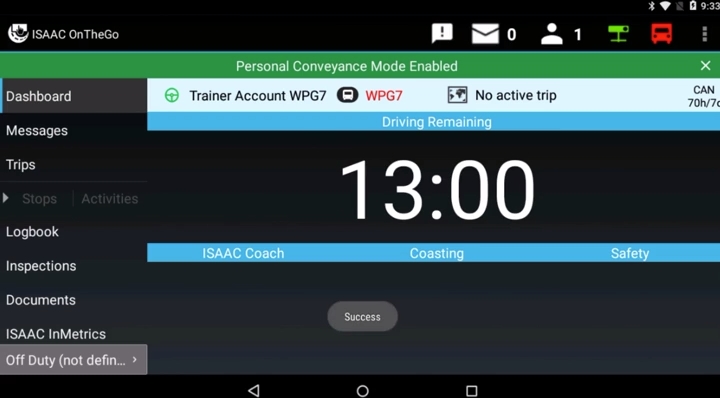 9:33
ISAAC OnTheGo
0
1
Personal Conveyance Mode Enabled
Dashboard
Trainer Account WPG7
WPG7
No active trip
CAN
70h/7d
Driving Remaining
Messages
Trips
13:00
Stops
Activities
Logbook
ISAAC Coach
Coasting
Safety
Inspections
Documents
Success
ISAAC InMetrics
Off Duty (not defin...